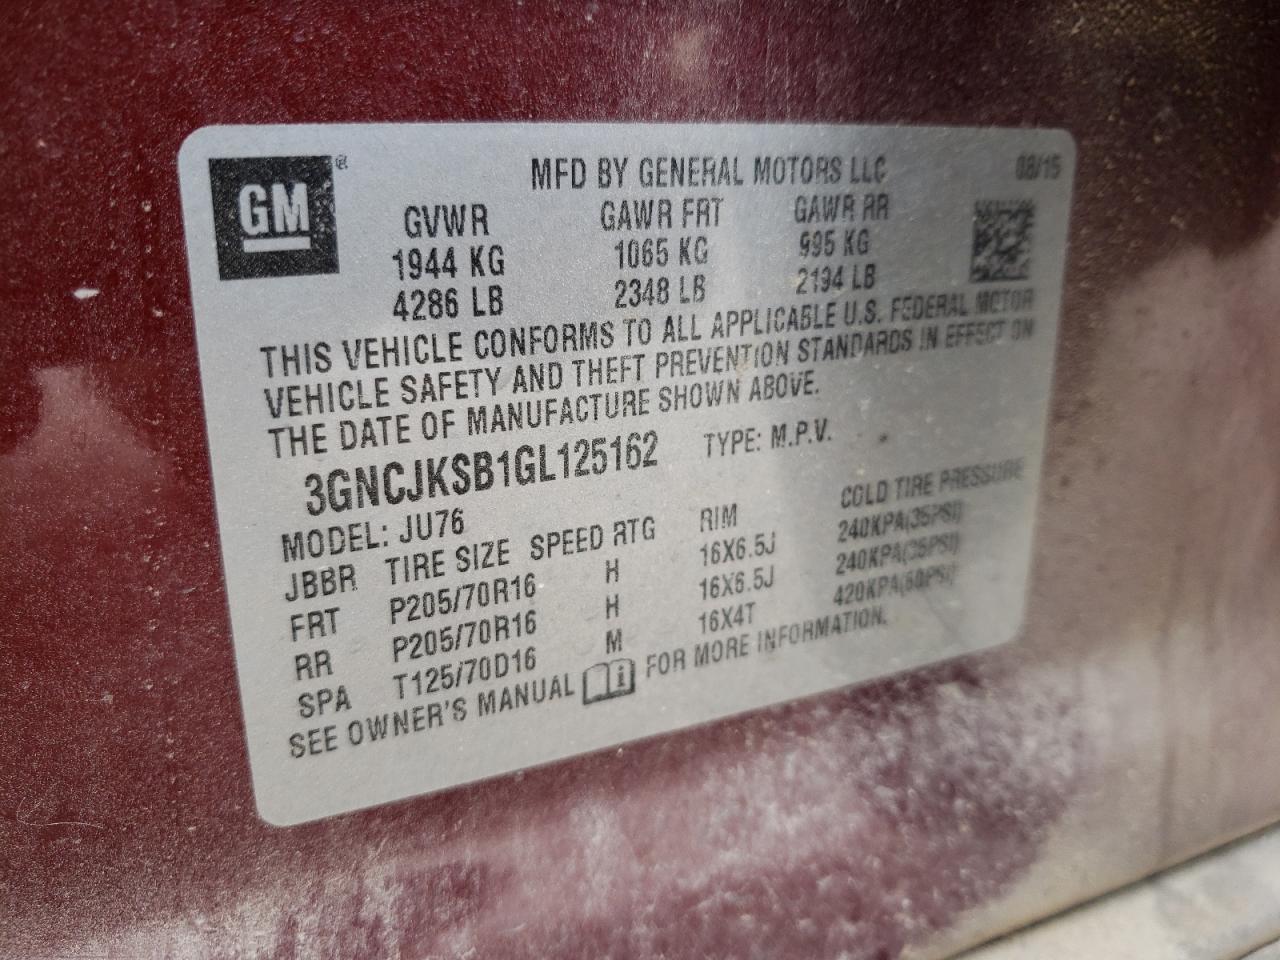 GM ®
MFD BY GENERAL MOTORS LLC 08/15
GVWR GAWR FRT GAWR RR
1944 KG 1065 KG 995 KG
4286 LB 2348 LB 2194 LB
THIS VEHICLE CONFORMS TO ALL APPLICABLE U.S. FEDERAL MOTOR
VEHICLE SAFETY AND THEFT PREVENTION STANDARDS IN EFFECT ON
THE DATE OF MANUFACTURE SHOWN ABOVE.
3GNCJKSB1GL125162 TYPE: M.P.V.
MODEL: JU76
JBBR TIRE SIZE SPEED RTG RIM COLD TIRE PRESSURE
FRT P205/70R16 H 16X6.5J 240KPA(35PSI)
RR P205/70R16 H 16X6.5J 240KPA(35PSI)
SPA T125/70D16 M 16X4T 420KPA(60PSI)
SEE OWNER'S MANUAL FOR MORE INFORMATION.